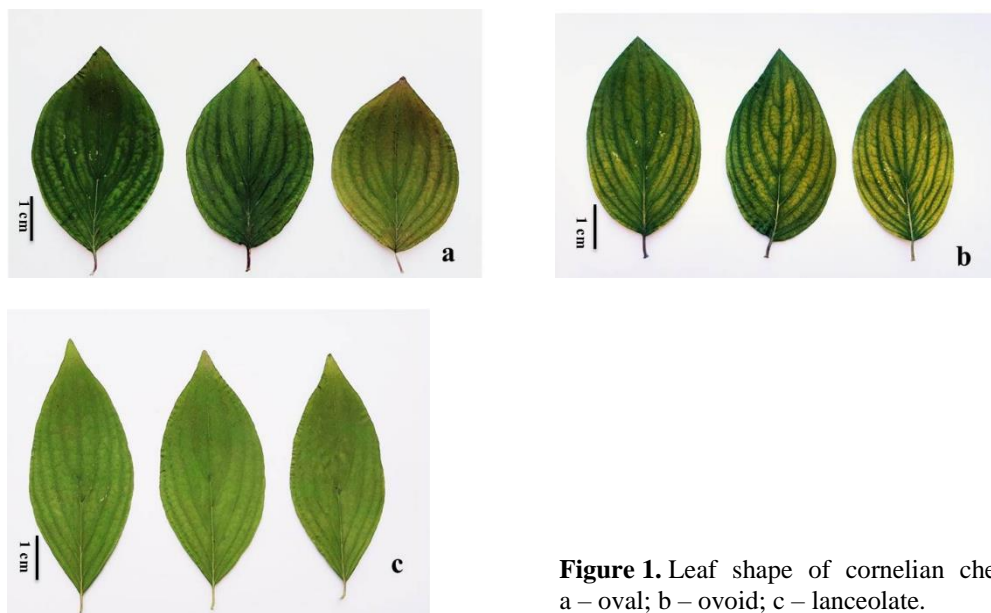 1 cm
a
1 cm
b
1 cm
c
Figure 1. Leaf shape of cornelian che
a – oval; b – ovoid; c – lanceolate.